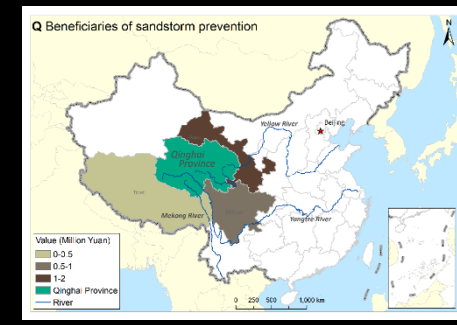 Q Beneficiaries of sandstorm prevention
N
Yellow River
Beijing
Qinghai
Province
Tibet
Mekong River
Yangtze River
Value (Million Yuan)
0-0.5
0.5-1
1-2
Qinghai Province
River
0 250 500 1,000 km